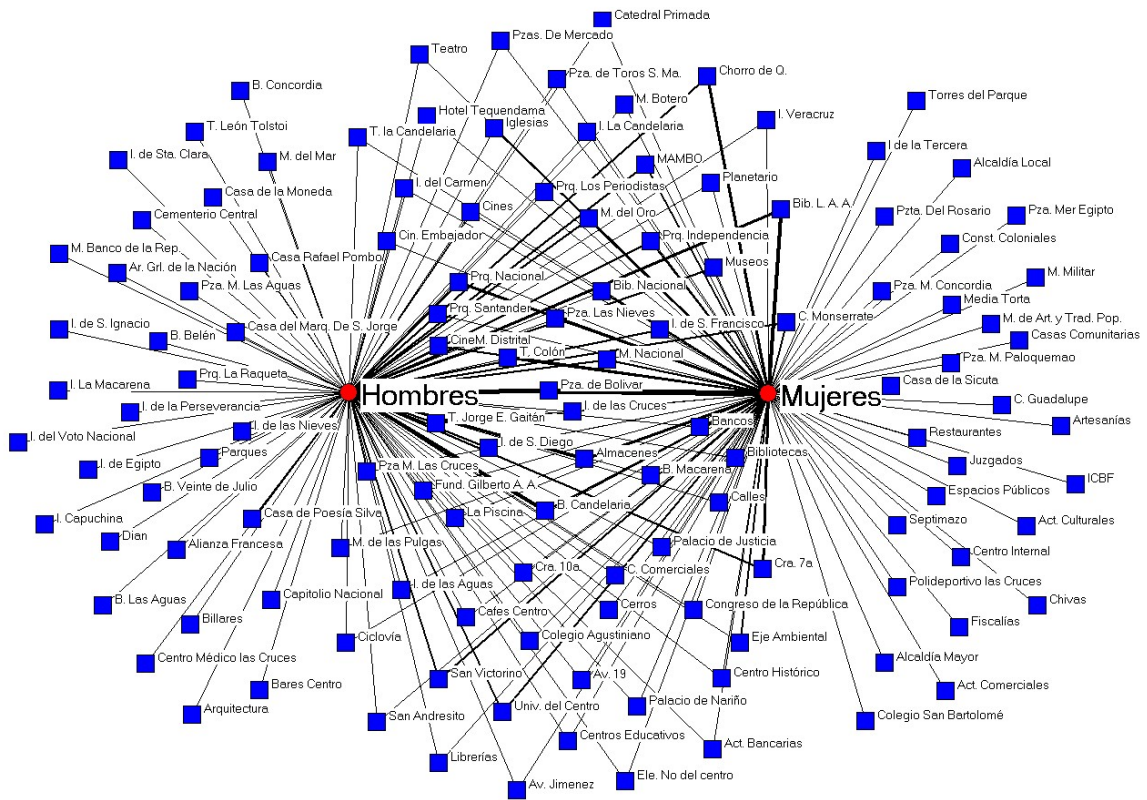 Catedral Primada
Pzas. De Mercado
Teatro
Pza. de Toros S. Ma.
Chorro de Q.
B. Concordia
Torres del Parque
M. Botero
Hotel Tequendama
I. Veracruz
Iglesias
I. La Candelaria
T. León Tolstoi
T. la Candelaria
I de la Tercera
I. de Sta. Clara
M. del Mar
MAMBO
Alcaldía Local
Planetario
I. del Carmen
Prq. Los Periodistas
Casa de la Moneda
Bib. L. A. A.
Cines
Cementerio Central
M. del Oro
Pzta. Del Rosario
Pza. Mer Egipto
Cin. Embajador
Prq. Independencia
Const. Coloniales
M. Banco de la Rep.
Casa Rafael Pombo
Museos
Ar. Grl. de la Nación
Prq. Nacional
M. Militar
Pza. M. Las Aguas
Bib. Nacional
Pza. M. Concordia
Media Torta
Prq. Santander
Pza. Las Nieves
C. Monserrate
M. de Art. y Trad. Pop.
I. de S. Ignacio
Casa del Marq. De S. Jorge
I. de S. Francisco
B. Belén
CineM. Distrital
Casas Comunitarias
T. Colón
M. Nacional
Pza. M. Paloquemao
Prq. La Raqueta
Casa de la Sicuta
I. La Macarena
Hombres
Pza. de Bolivar
Mujeres
I. de la Perseverancia
I. de las Cruces
C. Guadalupe
T. Jorge E. Gaitán
Bancos
Artesanías
I. de las Nieves
Restaurantes
I. del Voto Nacional
I. de S. Diego
Parques
Almacenes
Bibliotecas
I. de Egipto
Pza M. Las Cruces
B. Macarena
Juzgados
B. Veinte de Julio
Fund. Gilberto A. A.
ICBF
Espacios Públicos
Calles
Casa de Poesía Silva
La Piscina
B. Candelaria
I. Capuchina
Septimazo
Act. Culturales
Dian
Alianza Francesa
M. de las Pulgas
Palacio de Justicia
Centro Internal
Cra. 10a
C. Comerciales
Cra. 7a
I. de las Aguas
Polideportivo las Cruces
B. Las Aguas
Capitolio Nacional
Chivas
Billares
Cafes Centro
Cerros
Congreso de la República
Fiscalías
Ciclovía
Colegio Agustiniano
Eje Ambiental
Centro Médico las Cruces
Alcaldía Mayor
San Victorino
Av. 19
Centro Histórico
Bares Centro
Act. Comerciales
Arquitectura
San Andresito
Univ. del Centro
Palacio de Nariño
Colegio San Bartolomé
Centros Educativos
Act. Bancarias
Librerías
Av. Jimenez
Ele. No del centro